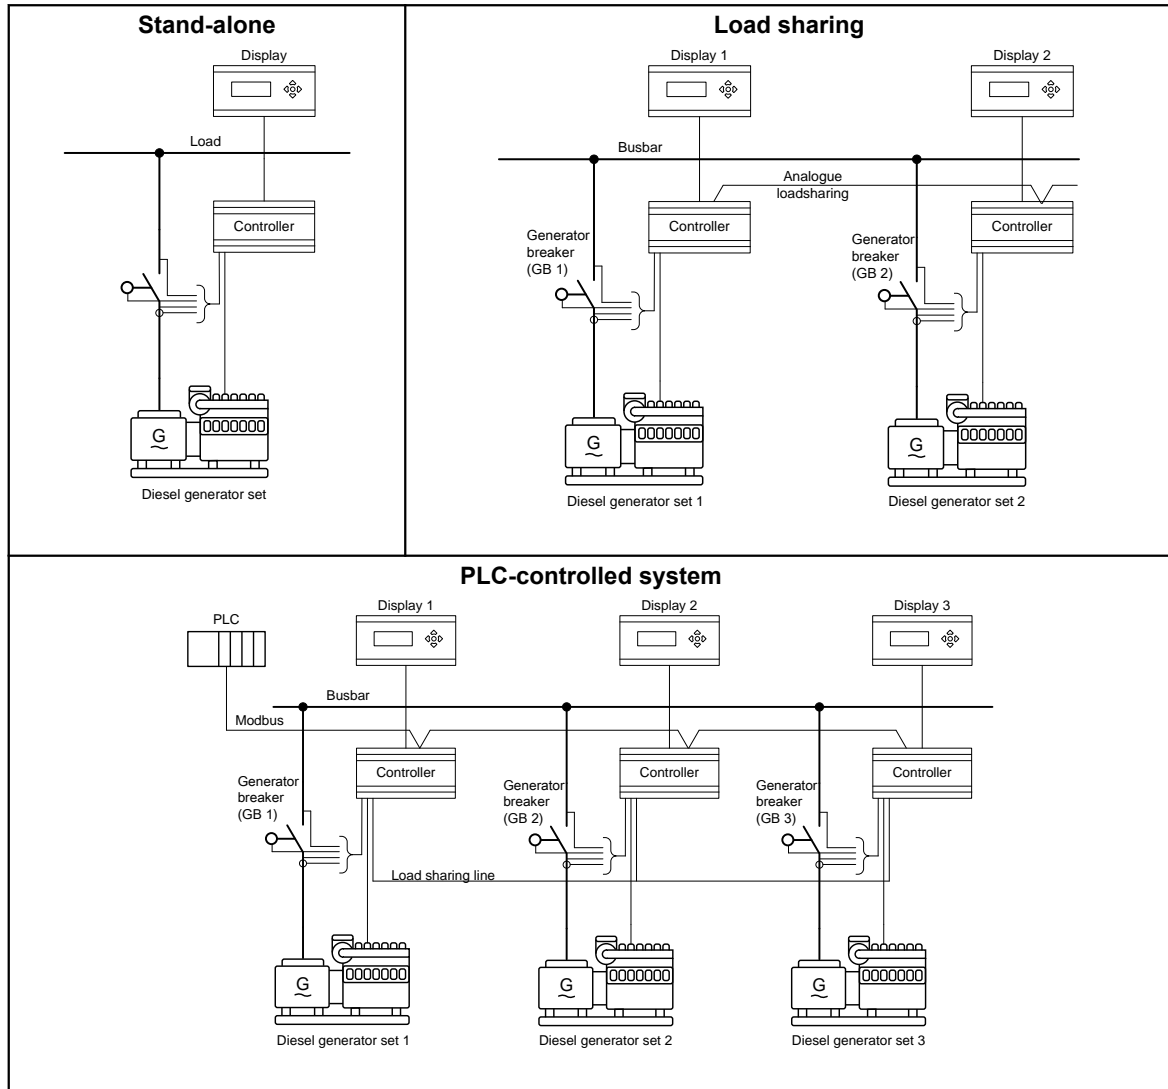 Stand-alone
Display
Load
Controller
G
Diesel generator set
Load sharing
Display 1
Display 2
Busbar
Analogue
loadsharing
Controller
Controller
Generator
breaker
(GB 1)
Generator
breaker
(GB 2)
G
G
Diesel generator set 1
Diesel generator set 2
PLC-controlled system
PLC
Display 1
Display 2
Display 3
Busbar
Modbus
Controller
Controller
Controller
Generator
breaker
(GB 1)
Generator
breaker
(GB 2)
Generator
breaker
(GB 3)
Load sharing line
G
G
G
Diesel generator set 1
Diesel generator set 2
Diesel generator set 3